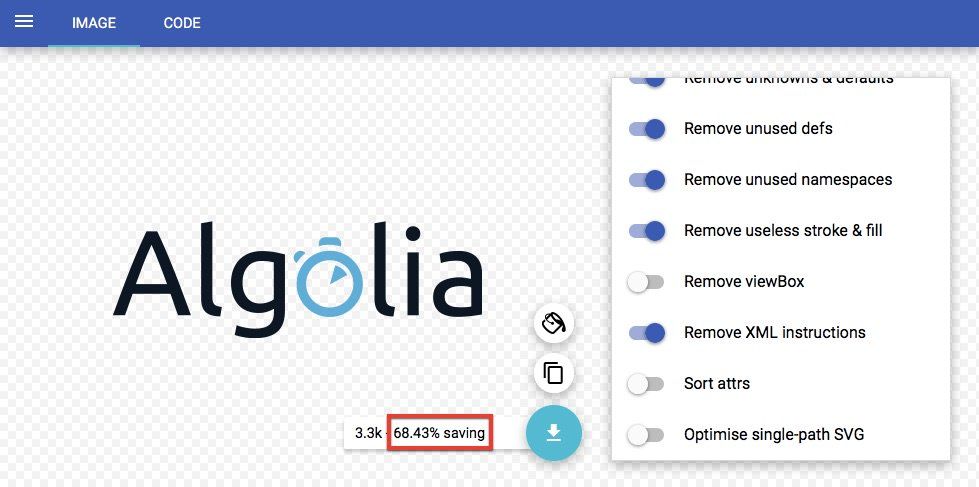 IMAGE CODE
Algolia
3.3k - 68.43% saving
Remove unknowns & defaults
Remove unused defs
Remove unused namespaces
Remove useless stroke & fill
Remove viewBox
Remove XML instructions
Sort attrs
Optimise single-path SVG